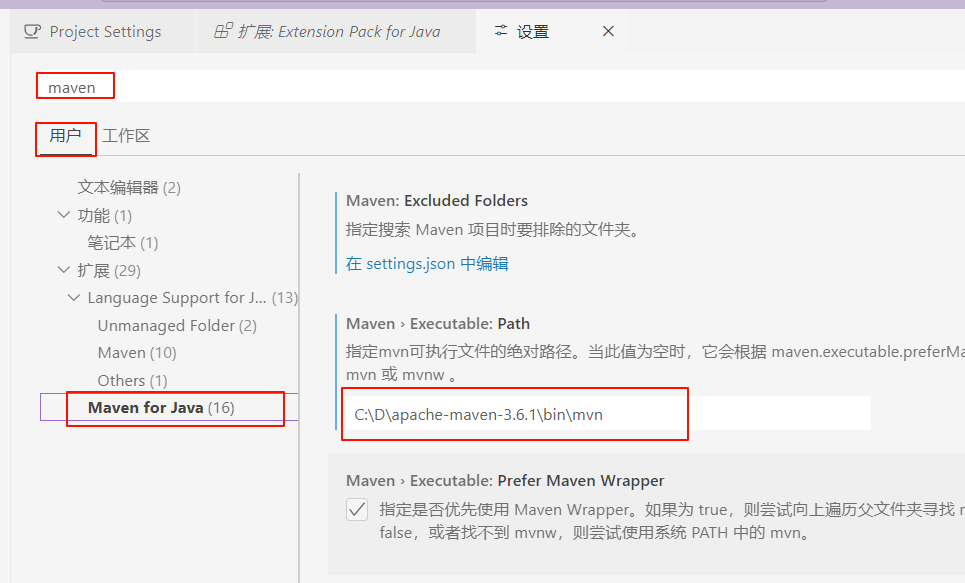 Project Settings
扩展: Extension Pack for Java
设置
maven
用户
工作区
文本编辑器 (2)
功能 (1)
笔记本 (1)
扩展 (29)
Language Support for J... (13)
Unmanaged Folder (2)
Maven (10)
Others (1)
Maven for Java (16)
Maven: Excluded Folders
指定搜索 Maven 项目时要排除的文件夹。
在 settings.json 中编辑
Maven › Executable: Path
指定mvn可执行文件的绝对路径。当此值为空时，它会根据 maven.executable.preferMa
mvn 或 mvnw 。
C:\D\apache-maven-3.6.1\bin\mvn
Maven › Executable: Prefer Maven Wrapper
指定是否优先使用 Maven Wrapper。如果为 true，则尝试向上遍历父文件夹寻找
false，或者找不到 mvnw，则尝试使用系统 PATH 中的 mvn。